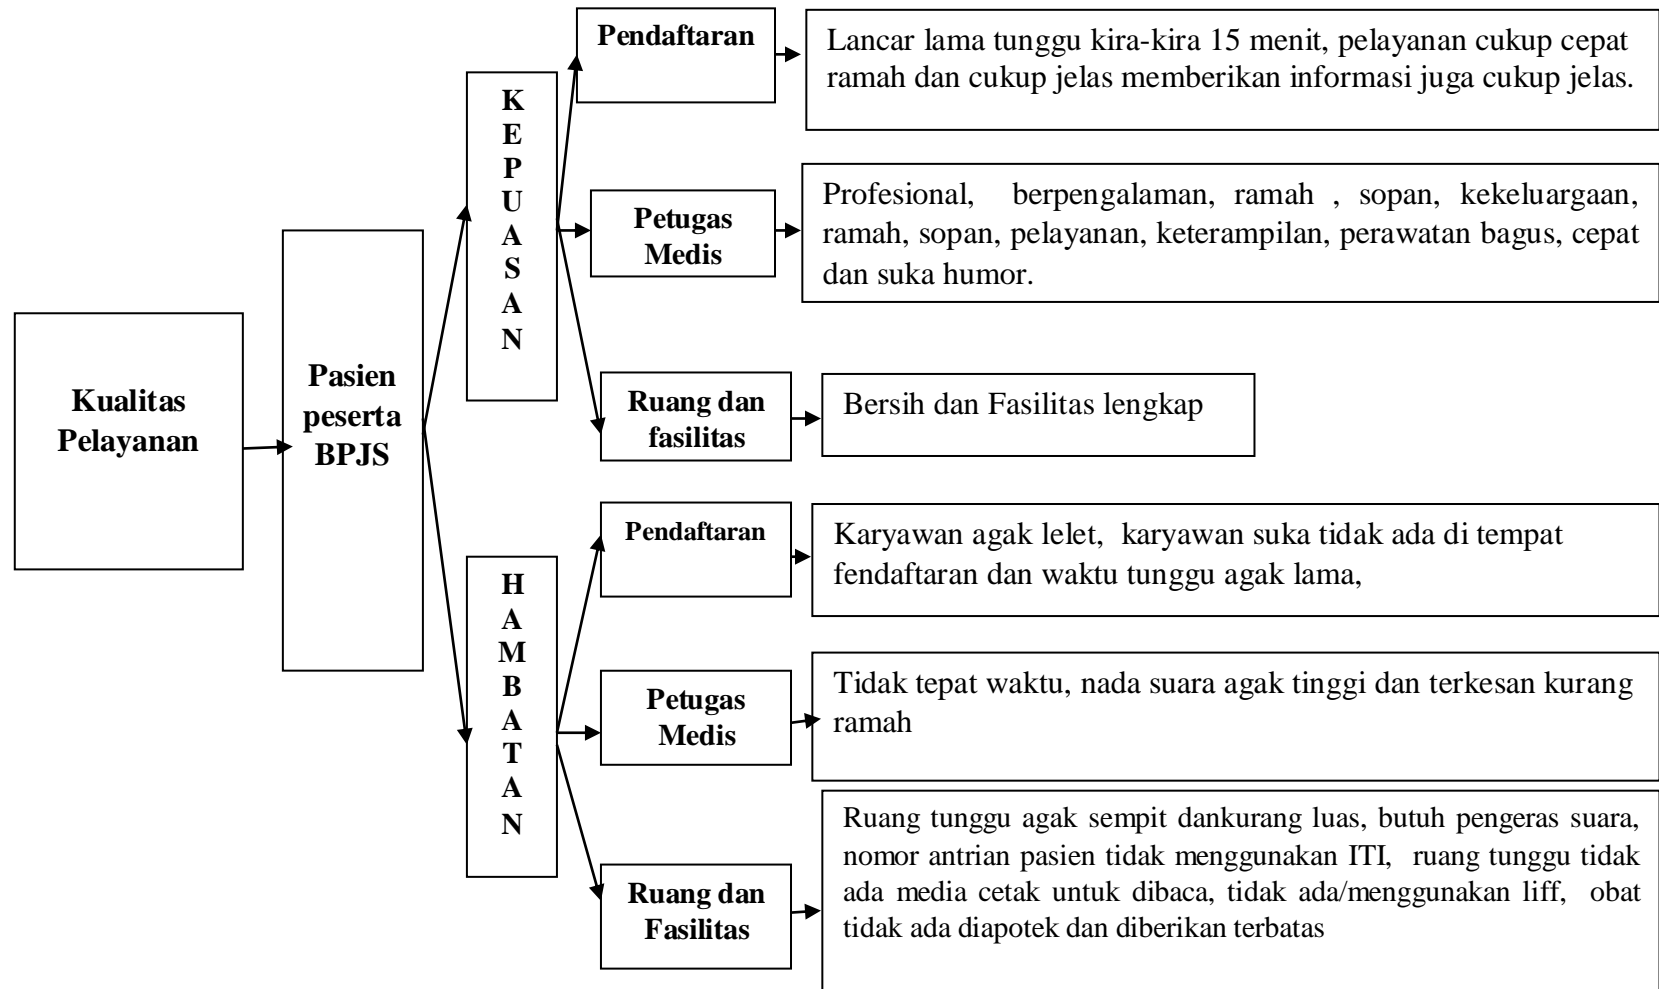 Kualitas
Pelayanan
Pasien
peserta
BPJS
K
E
P
U
A
S
A
N
Pendaftaran
Lancar lama tunggu kira-kira 15 menit, pelayanan cukup cepat
ramah dan cukup jelas memberikan informasi juga cukup jelas.
Petugas
Medis
Profesional, berpengalaman, ramah , sopan, kekeluargaan,
ramah, sopan, pelayanan, keterampilan, perawatan bagus, cepat
dan suka humor.
Ruang dan
fasilitas
Bersih dan Fasilitas lengkap
H
A
M
B
A
T
A
N
Pendaftaran
Karyawan agak lelet, karyawan suka tidak ada di tempat
fendaftaran dan waktu tunggu agak lama,
Petugas
Medis
Tidak tepat waktu, nada suara agak tinggi dan terkesan kurang
ramah
Ruang dan
Fasilitas
Ruang tunggu agak sempit dankurang luas, butuh pengeras suara,
nomor antrian pasien tidak menggunakan ITI, ruang tunggu tidak
ada media cetak untuk dibaca, tidak ada/menggunakan liff, obat
tidak ada diapotek dan diberikan terbatas